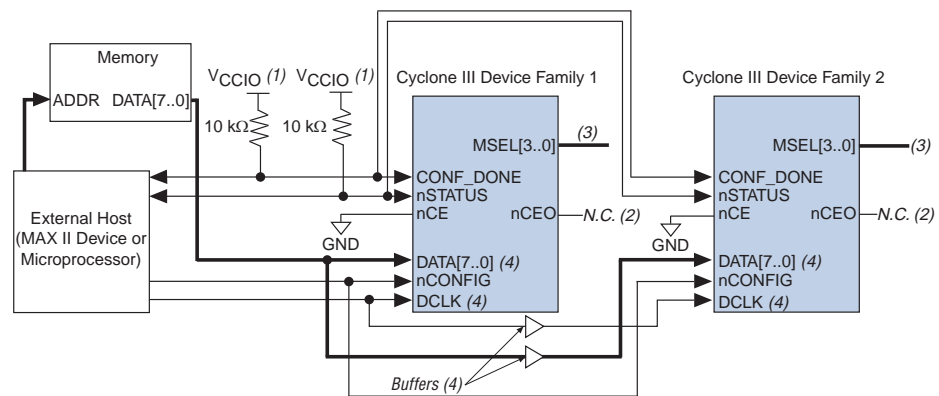 Memory
ADDR DATA[7..0]
External Host
(MAX II Device or
Microprocessor)
VCCIO (1)
10 kΩ
VCCIO (1)
10 kΩ
GND
Cyclone III Device Family 1
MSEL[3..0]
(3)
CONF_DONE
nSTATUS
nCE
nCEO
N.C. (2)
DATA[7..0] (4)
nCONFIG
DCLK (4)
Buffers (4)
Cyclone III Device Family 2
MSEL[3..0]
(3)
CONF_DONE
nSTATUS
nCE
nCEO
N.C. (2)
GND
DATA[7..0] (4)
nCONFIG
DCLK (4)